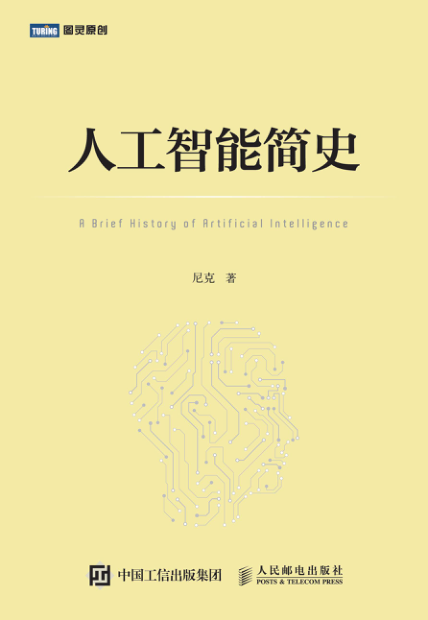 TURING 图灵原创
人工智能简史
A Brief History of Artificial Intelligence
尼克 著
中国工信出版集团 人民邮电出版社
POSTS & TELECOM PRESS